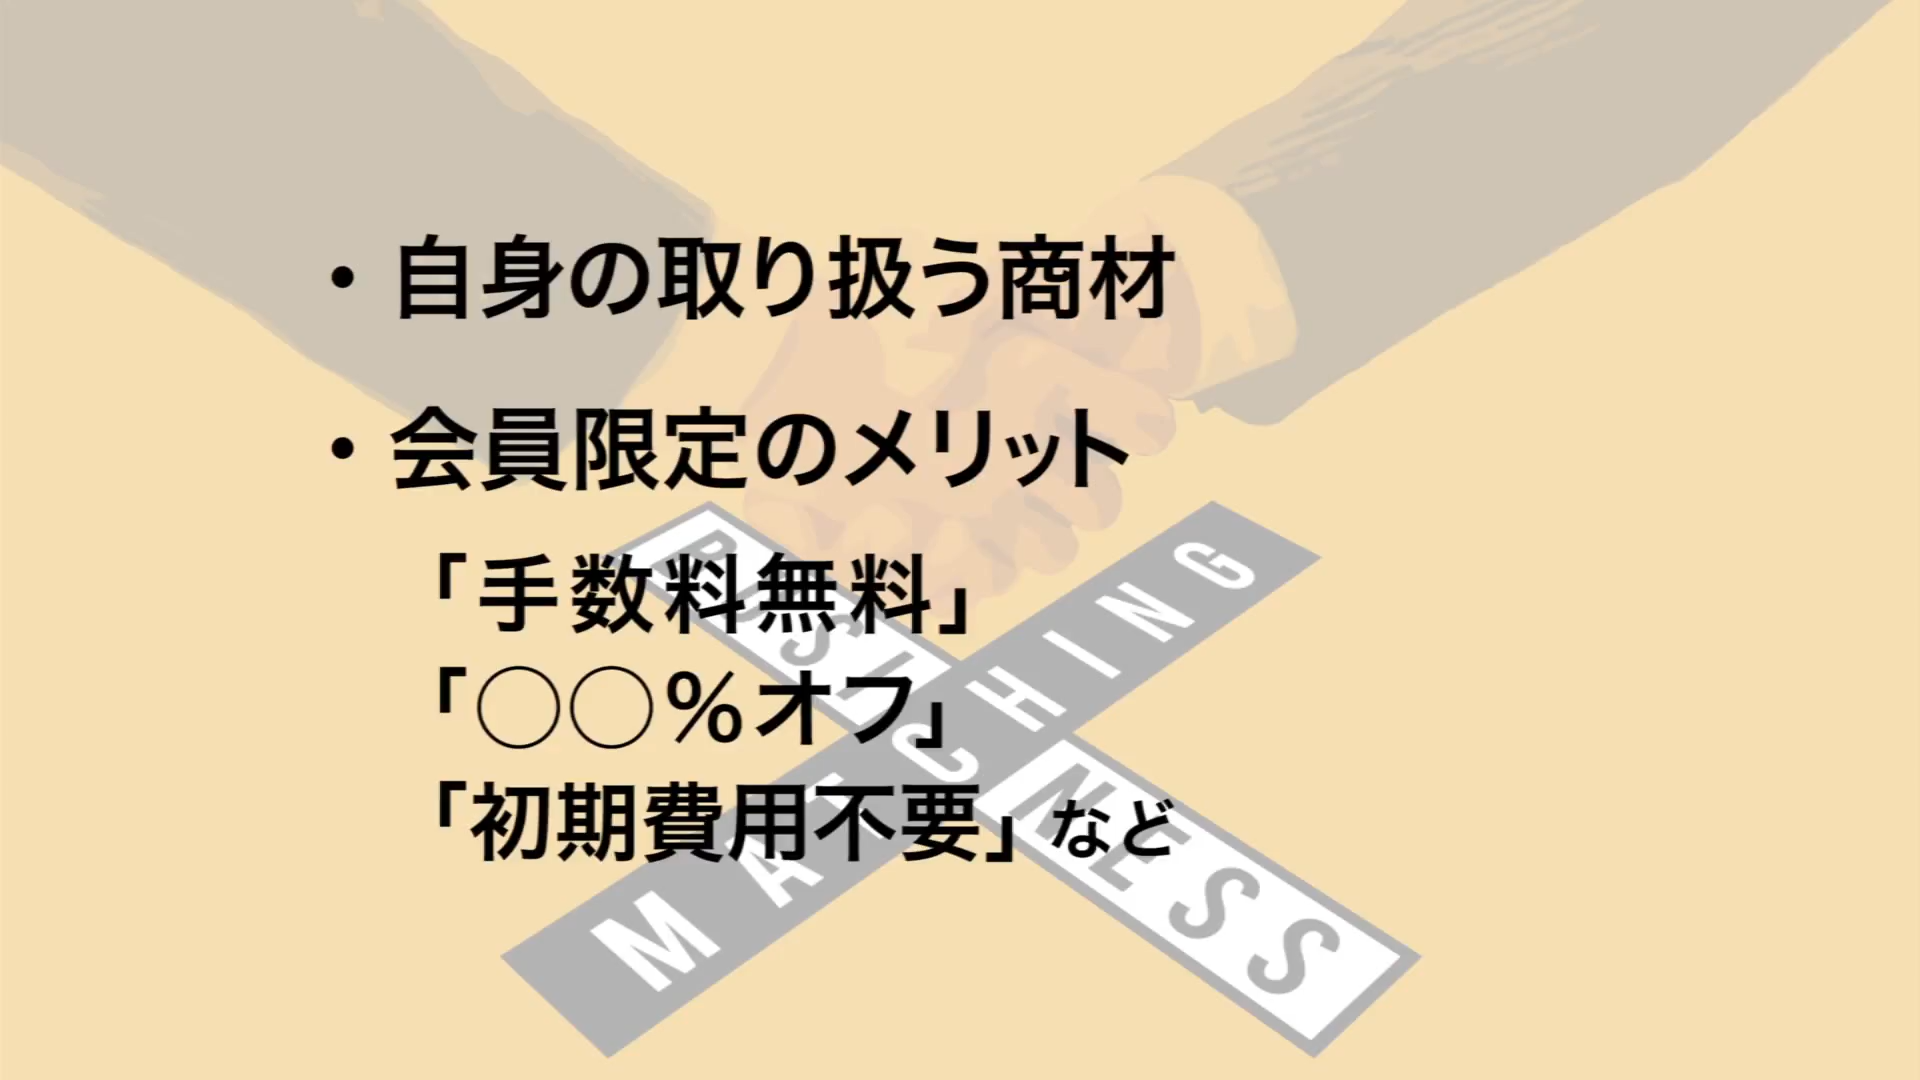 ・自身の取り扱う商材
・会員限定のメリット
「手数料無料」
「◯◯％オフ」
「初期費用不要」など
BUSINESS
MATCHING